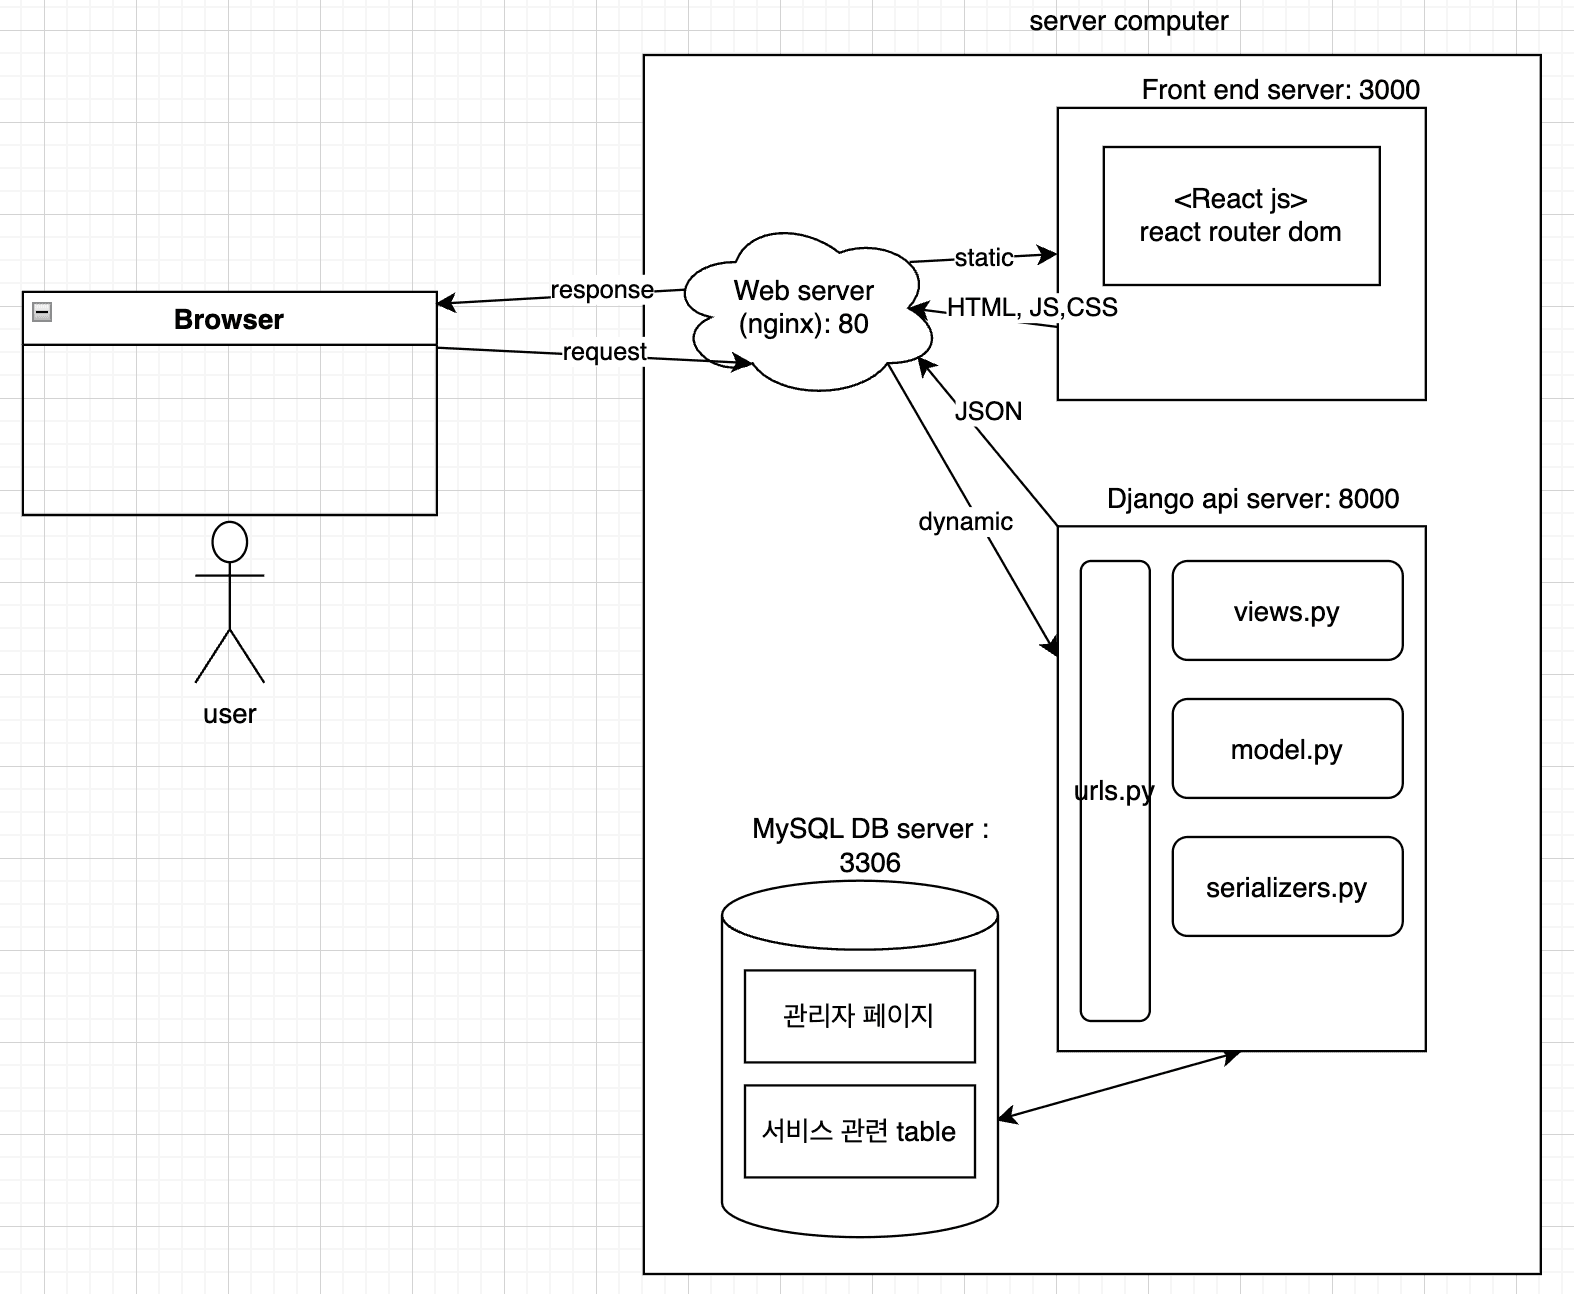 server computer
Front end server: 3000
<React js>
react router dom
static
response
Web server
(nginx): 80
HTML, JS,CSS
Browser
request
JSON
Django api server: 8000
dynamic
views.py
user
model.py
urls.py
MySQL DB server :
3306
serializers.py
관리자 페이지
서비스 관련 table